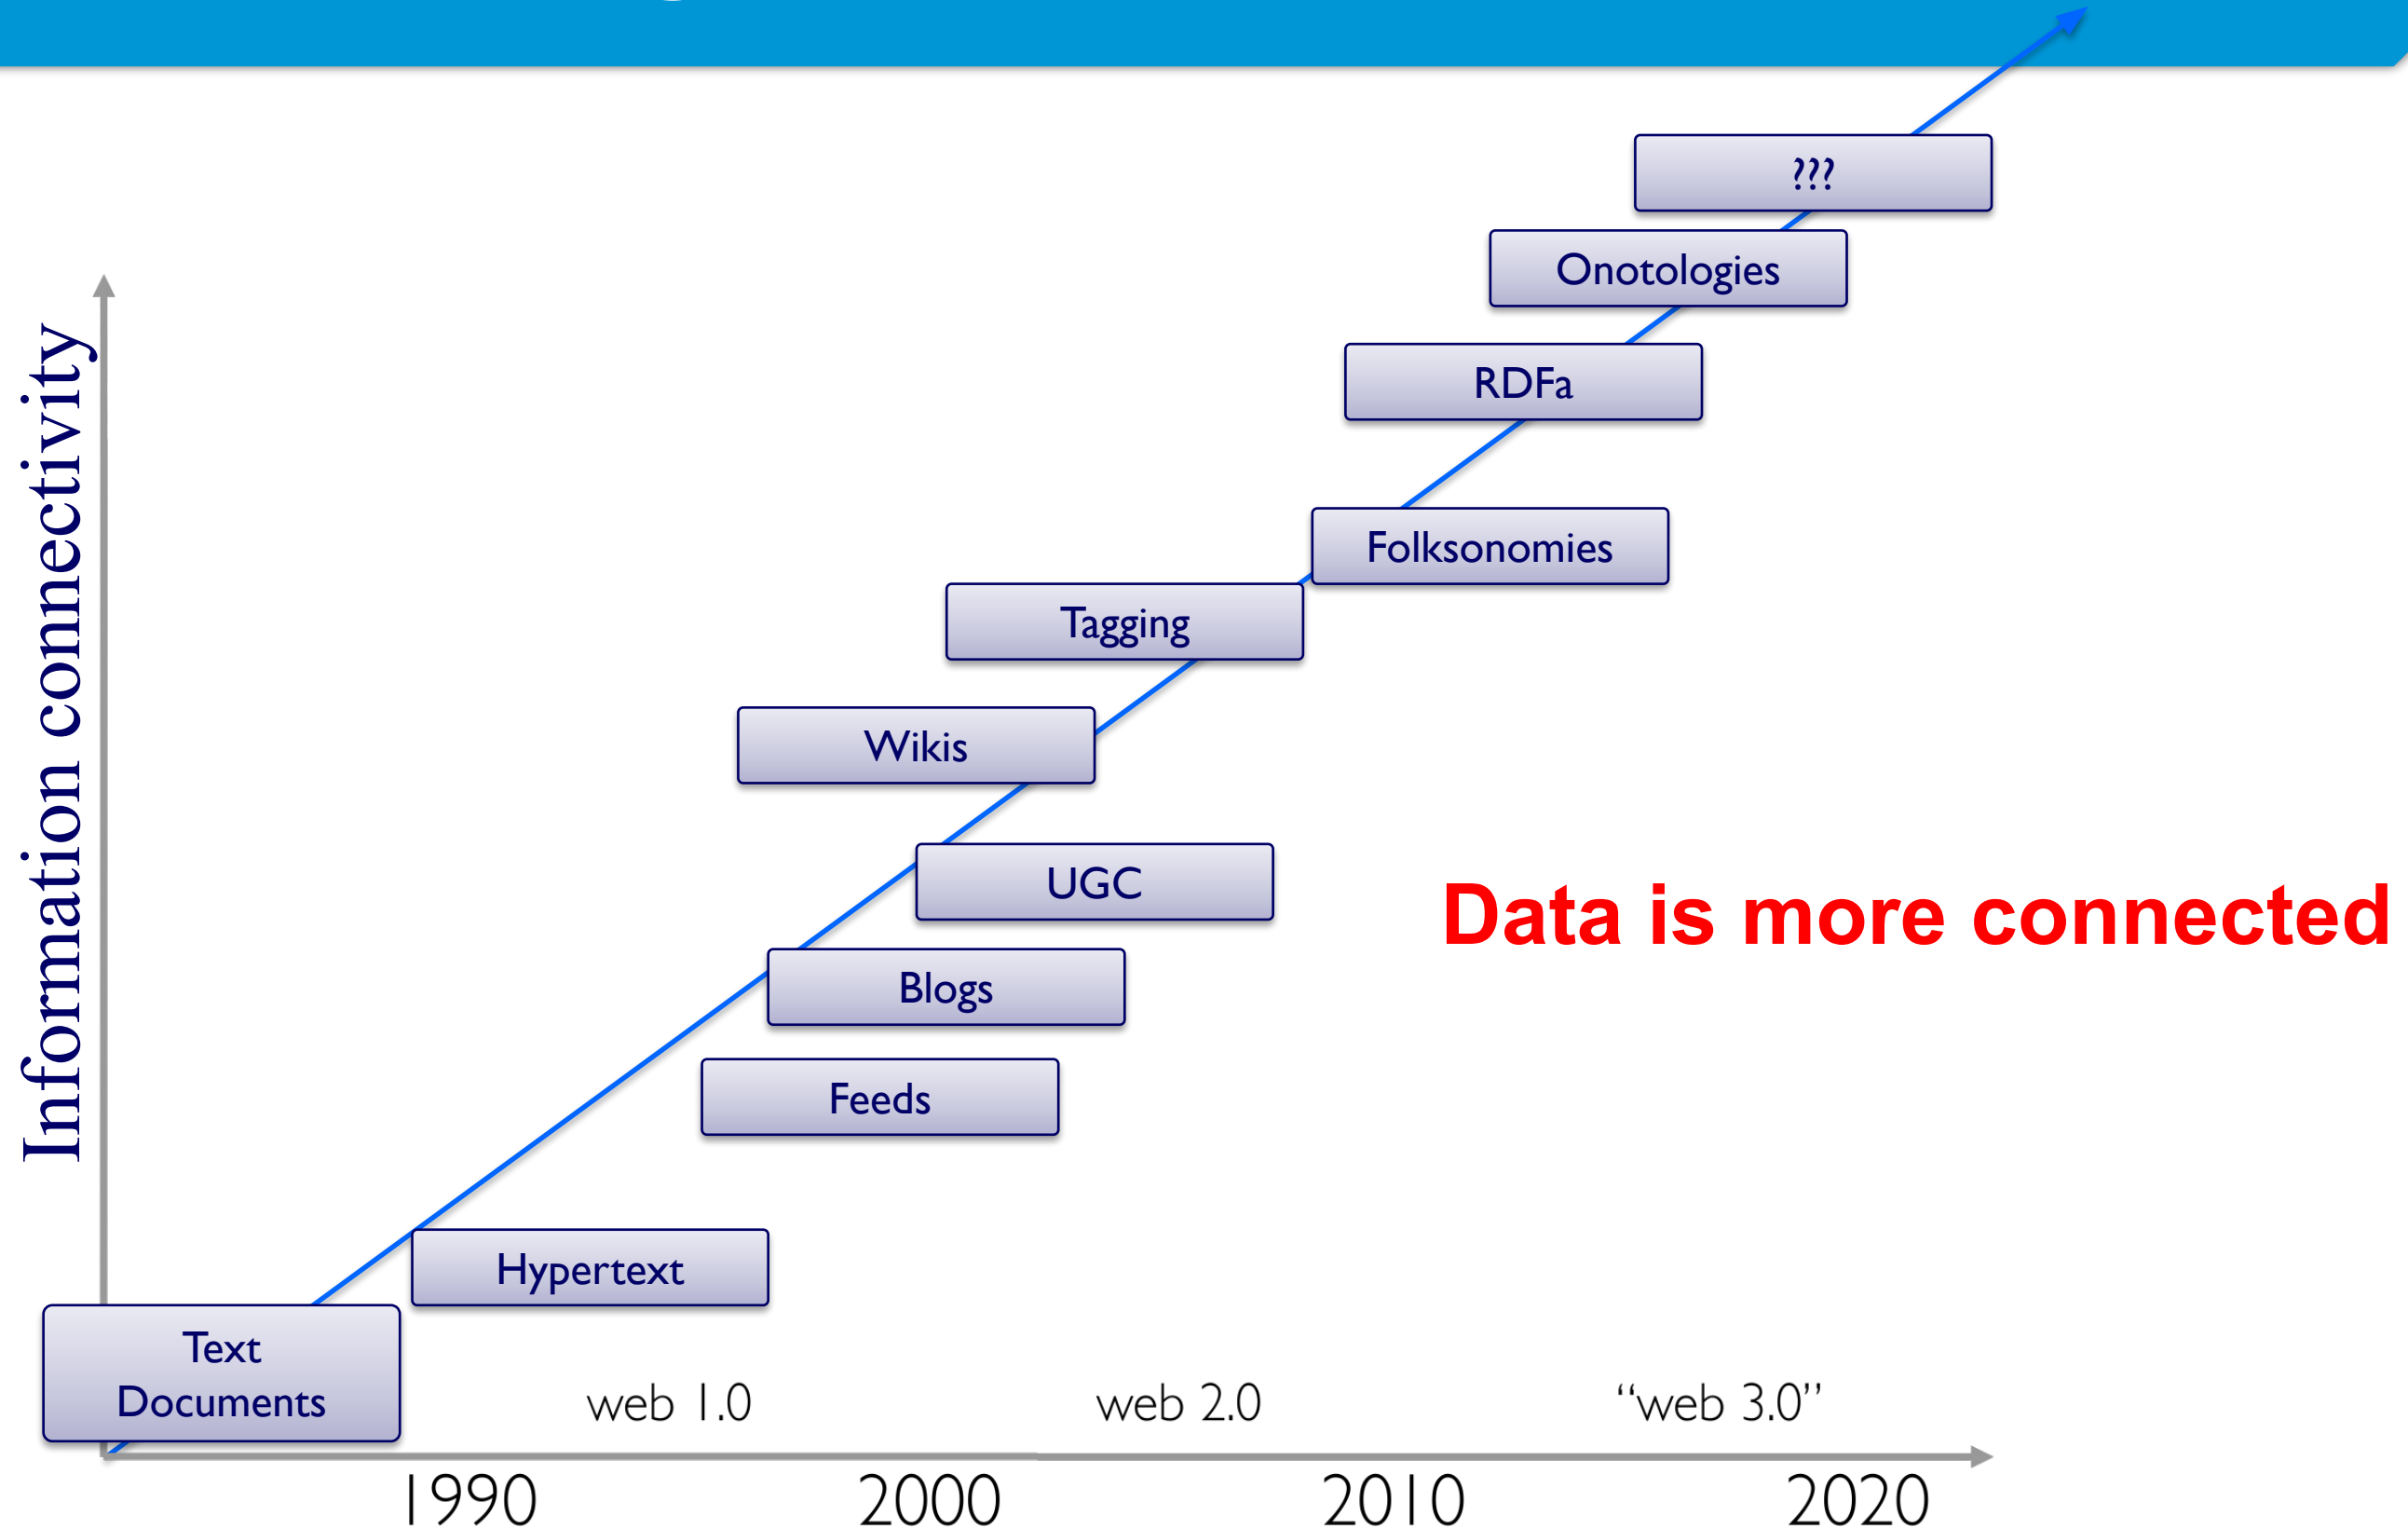 ???
Onotologies
RDFa
Folksonomies
Tagging
Wikis
UGC
Data is more connected
Blogs
Feeds
Hypertext
Text
Documents
Information connectivity
web 1.0
web 2.0
“web 3.0”
1990
2000
2010
2020